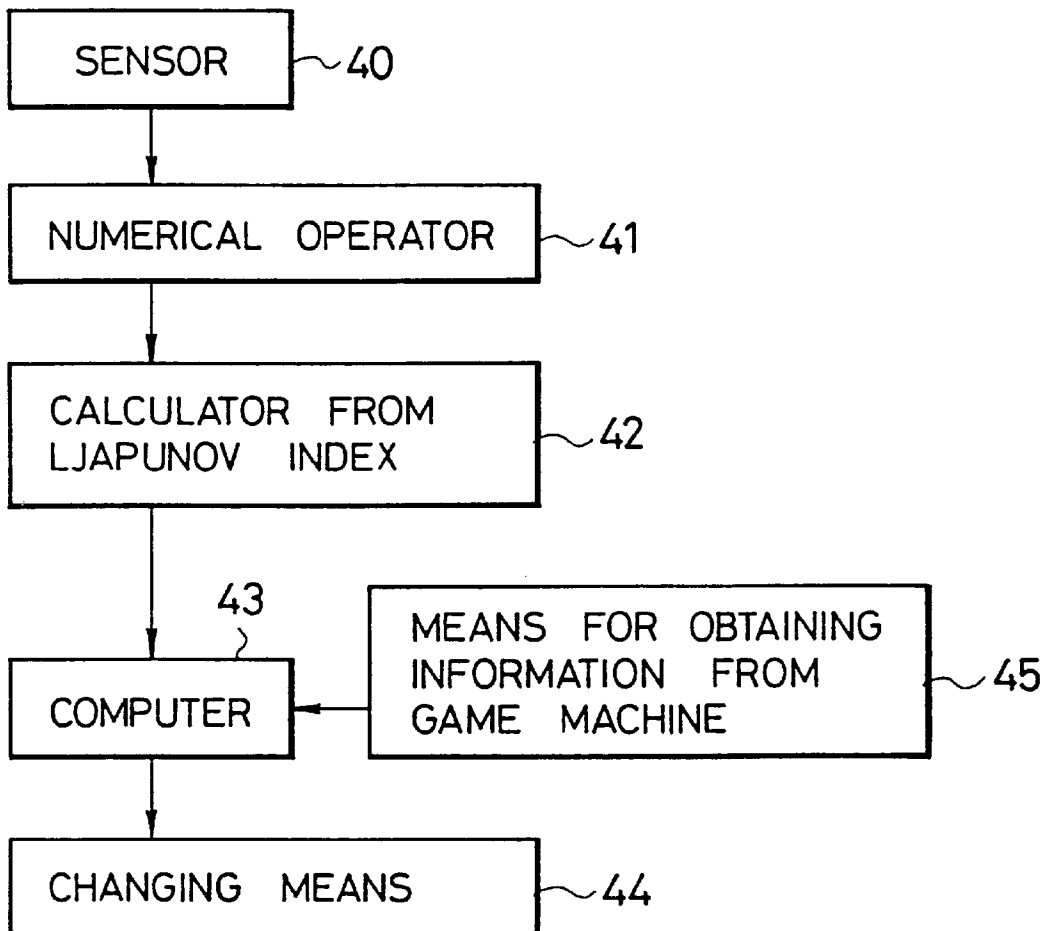 SENSOR
40
NUMERICAL OPERATOR
41
CALCULATOR FROM
LJAPUNOV INDEX
42
43
COMPUTER
MEANS FOR OBTAINING
INFORMATION FROM
GAME MACHINE
45
CHANGING MEANS
44